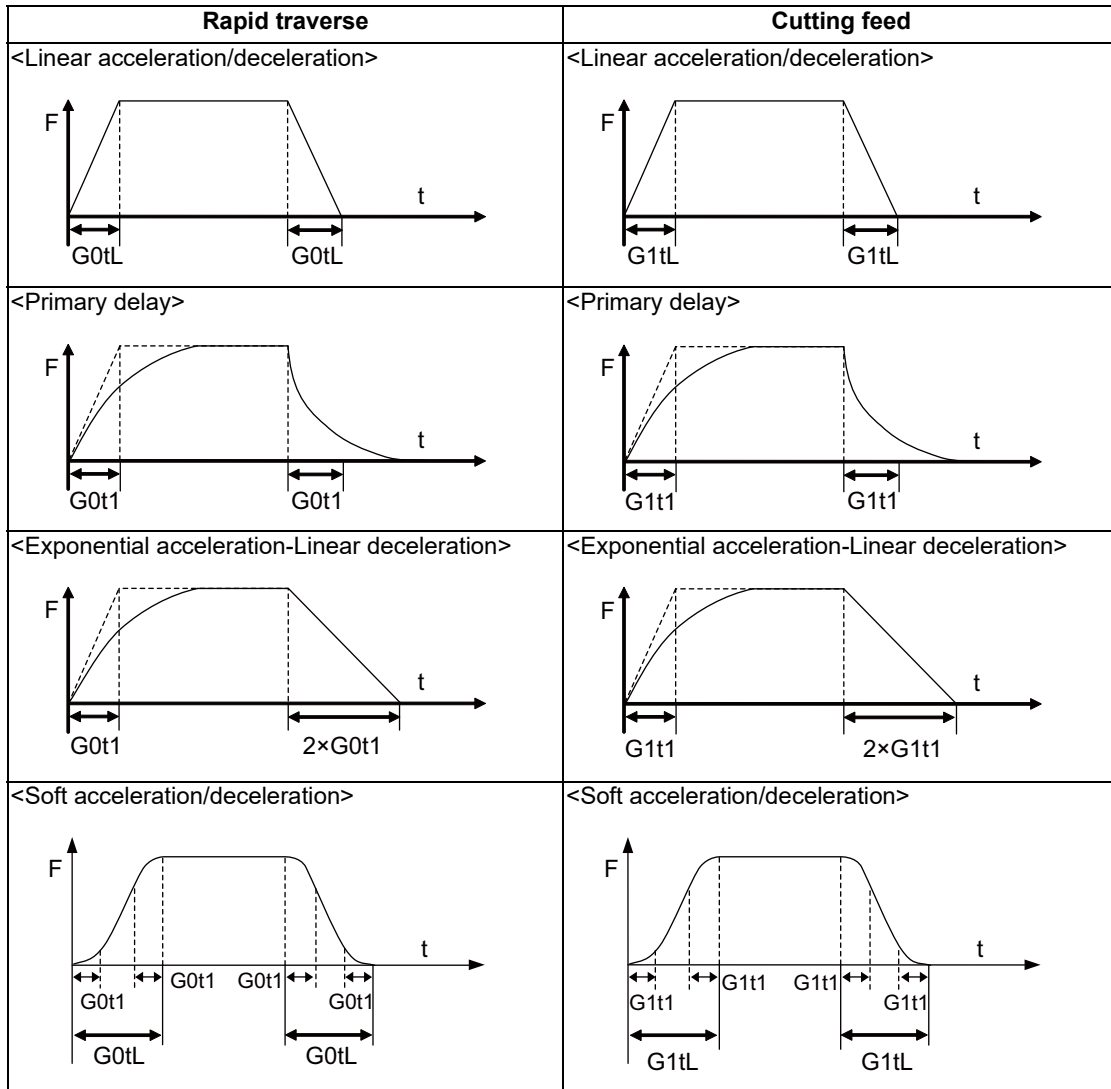 Rapid traverse
Cutting feed
<Linear acceleration/deceleration>
F
t
G0tL
G0tL
<Linear acceleration/deceleration>
F
t
G1tL
G1tL
<Primary delay>
F
t
G0t1
G0t1
<Primary delay>
F
t
G1t1
G1t1
<Exponential acceleration-Linear deceleration>
F
t
G0t1
2×G0t1
<Exponential acceleration-Linear deceleration>
F
t
G1t1
2×G1t1
<Soft acceleration/deceleration>
F
t
G0t1
G0t1
G0t1
G0t1
G0tL
G0tL
<Soft acceleration/deceleration>
F
t
G1t1
G1t1
G1t1
G1t1
G1tL
G1tL